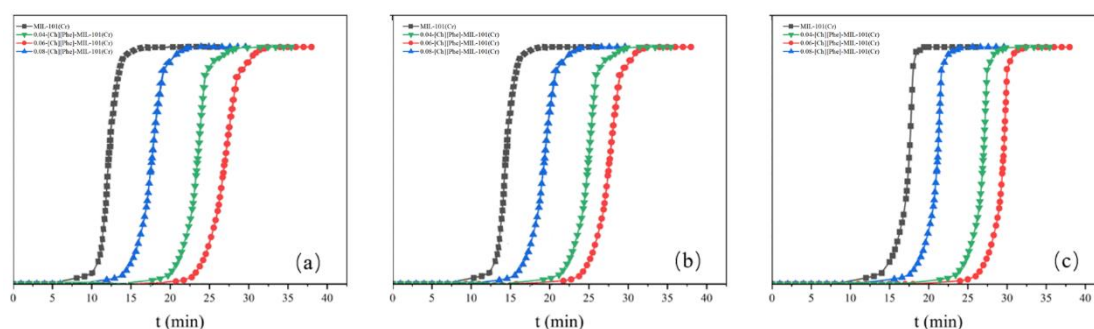 MIL-101(Cr)
0.04-[Ch][Phe]-MIL-101(Cr)
0.06-[Ch][Phe]-MIL-101(Cr)
0.08-[Ch][Phe]-MIL-101(Cr)
(a)
0 5 10 15 20 25 30 35 40
t (min)
MIL-101(Cr)
0.04-[Ch][Phe]-MIL-101(Cr)
0.06-[Ch][Phe]-MIL-101(Cr)
0.08-[Ch][Phe]-MIL-101(Cr)
(b)
0 5 10 15 20 25 30 35 40
t (min)
MIL-101(Cr)
0.04-[Ch][Phe]-MIL-101(Cr)
0.06-[Ch][Phe]-MIL-101(Cr)
0.08-[Ch][Phe]-MIL-101(Cr)
(c)
0 5 10 15 20 25 30 35 40
t (min)